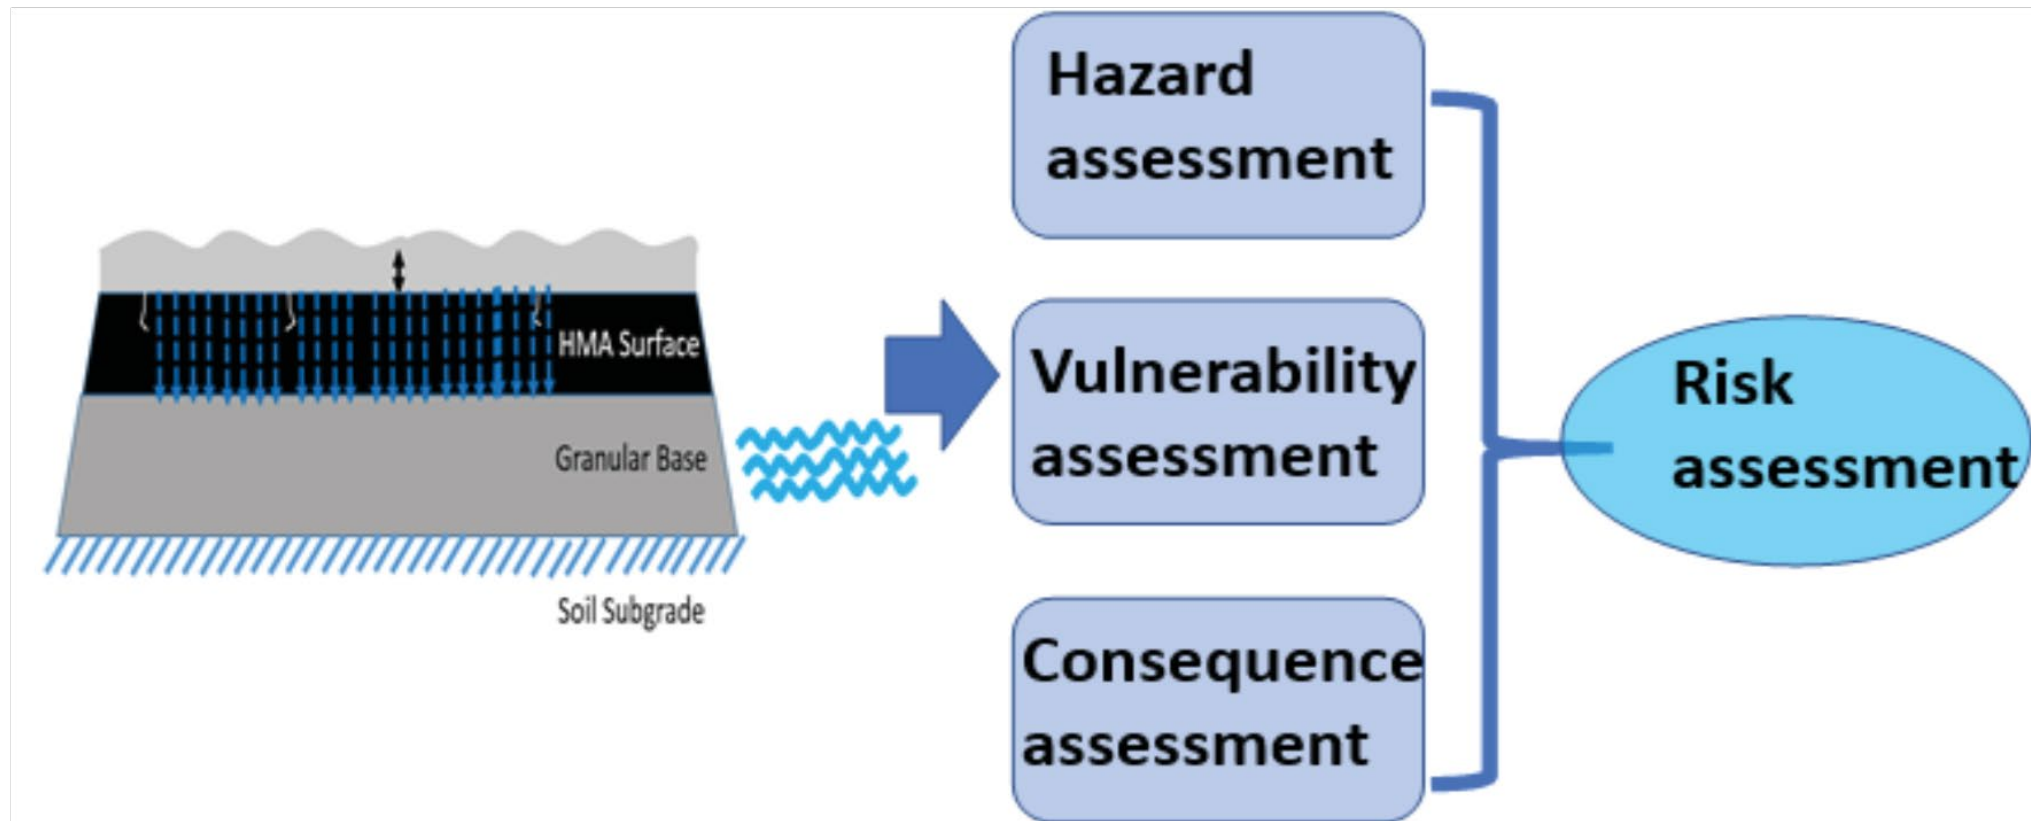 HMA Surface
Granular Base
Soil Subgrade
Hazard
assessment
Vulnerability
assessment
Consequence
assessment
Risk
assessment